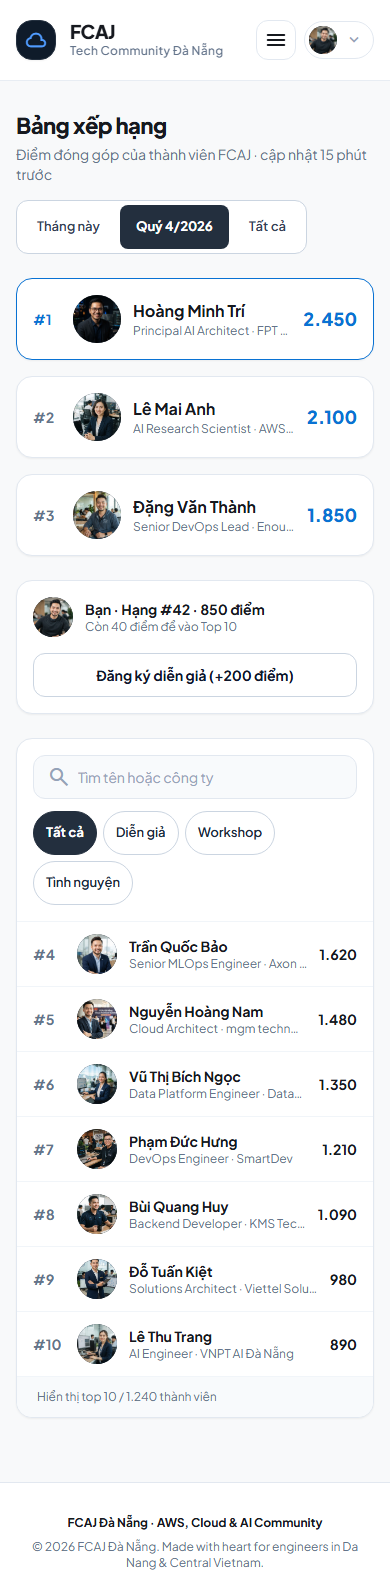 FCAJ
Tech Community Đà Nẵng
Bảng xếp hạng
Điểm đóng góp của thành viên FCAJ · cập nhật 15 phút
trước
Tháng này
Quý 4/2026
Tất cả
#1
Hoàng Minh Trí
Principal AI Architect · FPT ...
2.450
#2
Lê Mai Anh
AI Research Scientist · AWS...
2.100
#3
Đặng Văn Thành
Senior DevOps Lead · Enou...
1.850
Bạn · Hạng #42 · 850 điểm
Còn 40 điểm để vào Top 10
Đăng ký diễn giả (+200 điểm)
Tìm tên hoặc công ty
Tất cả
Diễn giả
Workshop
Tình nguyện
#4
Trần Quốc Bảo
Senior MLOps Engineer · Axon ...
1.620
#5
Nguyễn Hoàng Nam
Cloud Architect · mgm techn...
1.480
#6
Vũ Thị Bích Ngọc
Data Platform Engineer · Data...
1.350
#7
Phạm Đức Hưng
DevOps Engineer · SmartDev
1.210
#8
Bùi Quang Huy
Backend Developer · KMS Tec...
1.090
#9
Đỗ Tuấn Kiệt
Solutions Architect · Viettel Solu...
980
#10
Lê Thu Trang
AI Engineer · VNPT AI Đà Nẵng
890
Hiển thị top 10 / 1.240 thành viên
FCAJ Đà Nẵng · AWS, Cloud & AI Community
© 2026 FCAJ Đà Nẵng. Made with heart for engineers in Da
Nang & Central Vietnam.